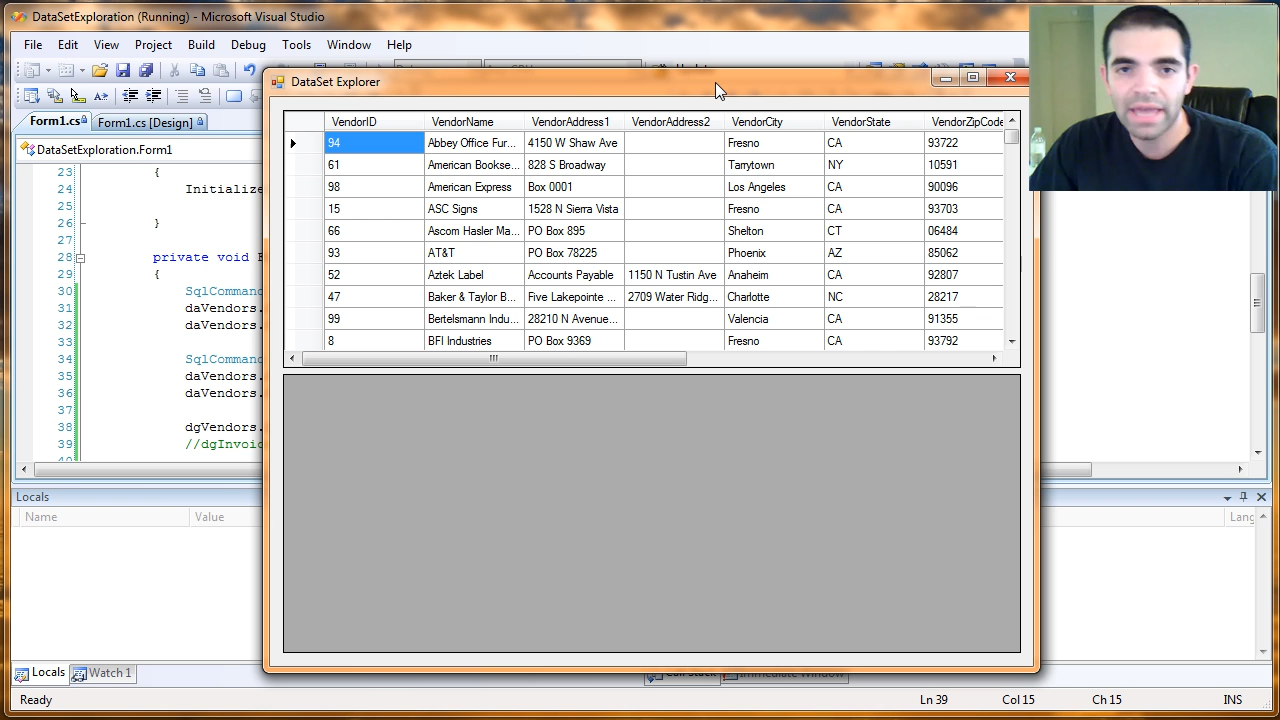 DataSetExploration (Running) - Microsoft Visual Studio
File Edit View Project Build Debug Tools Window Help
DataSet Explorer
Form1.cs Form1.cs [Design]
DataSetExploration.Form1
VendorID VendorName VendorAddress1 VendorAddress2 VendorCity VendorState VendorZipCode
94 Abbey Office Fur... 4150 W Shaw Ave Fresno CA 93722
61 American Bookse... 828 S Broadway Tarrytown NY 10591
98 American Express Box 0001 Los Angeles CA 90096
15 ASC Signs 1528 N Sierra Vista Fresno CA 93703
66 Ascom Hasler Ma... PO Box 895 Shelton CT 06484
93 AT&T PO Box 78225 Phoenix AZ 85062
52 Aztek Label Accounts Payable 1150 N Tustin Ave Anaheim CA 92807
47 Baker & Taylor B... Five Lakepointe ... 2709 Water Ridg... Charlotte NC 28217
99 Bertelsmann Indu... 28210 N Avenue... Valencia CA 91355
8 BFI Industries PO Box 9369 Fresno CA 93792
23 {
24 Initialize
25
26 }
27
28 private void
29 {
30 SqlCommand
31 daVendors.
32 daVendors.
33
34 SqlCommand
35 daVendors.
36 daVendors.
37
38 dgVendors.
39 //dgInvoic
40
Locals
Name Value Lang
Locals Watch 1 Call Stack Immediate Window
Ready Ln 39 Col 15 Ch 15 INS